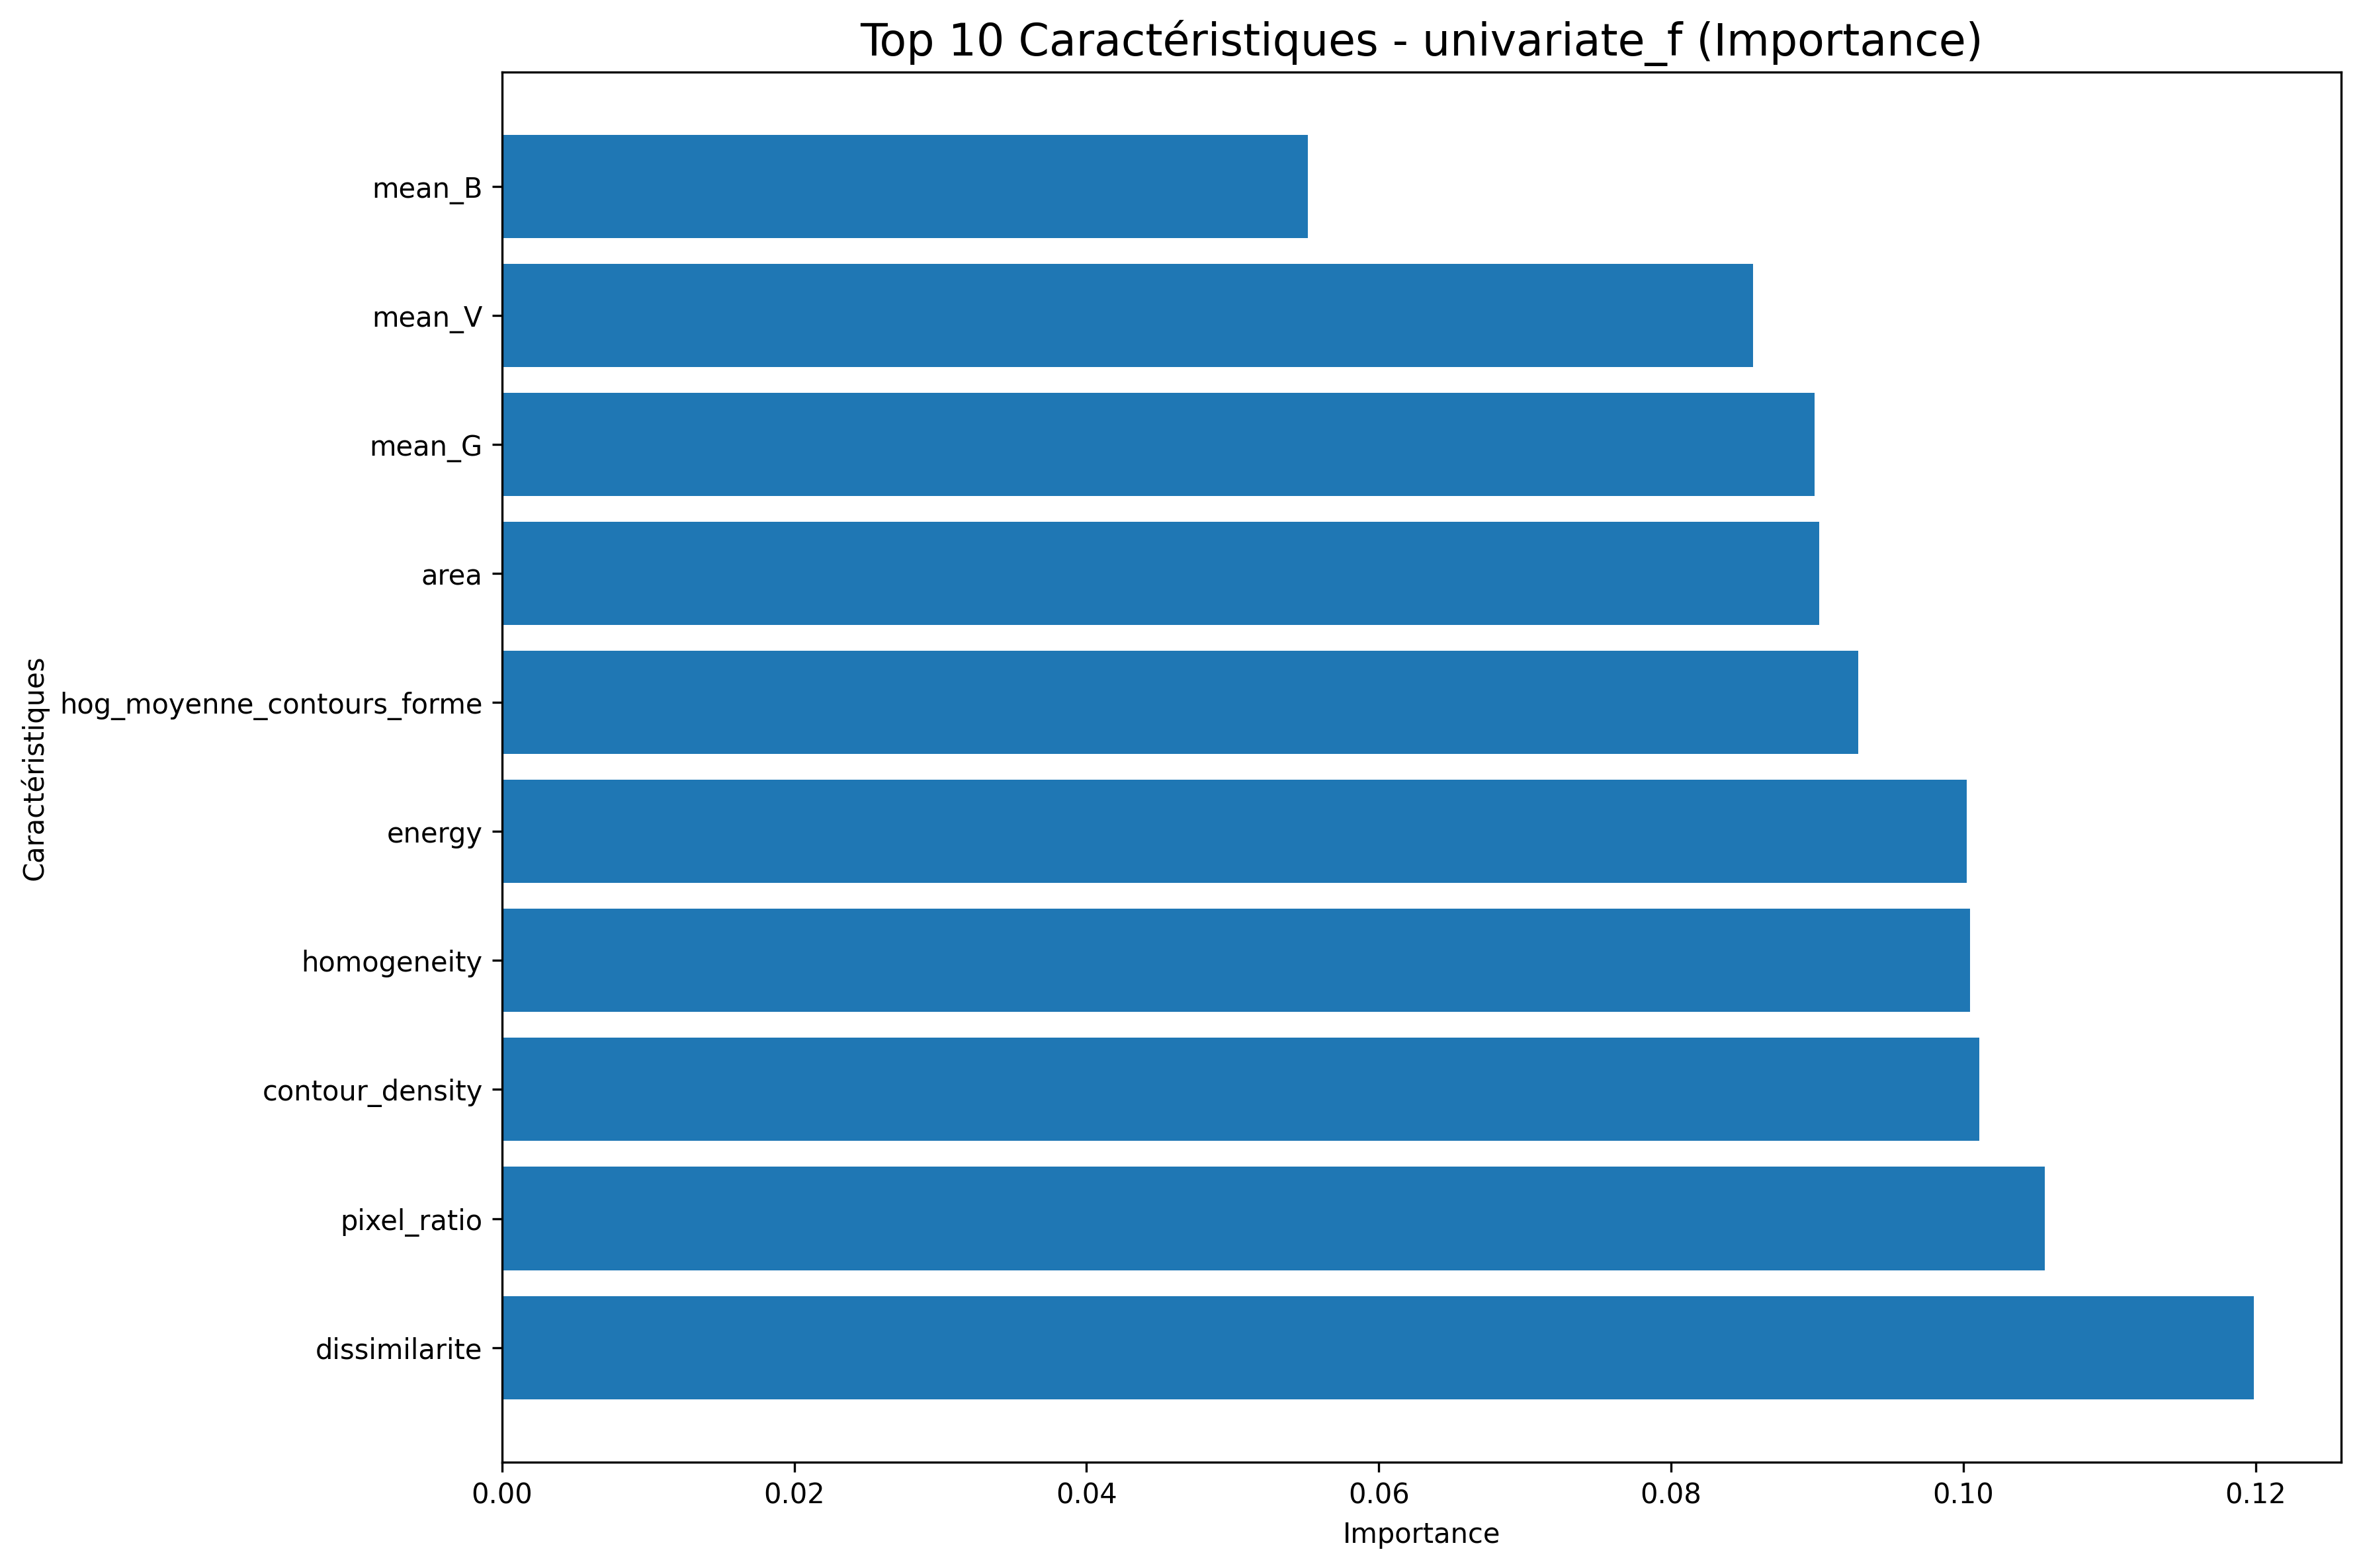 Top 10 Caractéristiques - univariate_f (Importance)
mean_B
mean_V
mean_G
area
hog_moyenne_contours_forme
energy
homogeneity
contour_density
pixel_ratio
dissimilarite
Caractéristiques
0.00 0.02 0.04 0.06 0.08 0.10 0.12
Importance